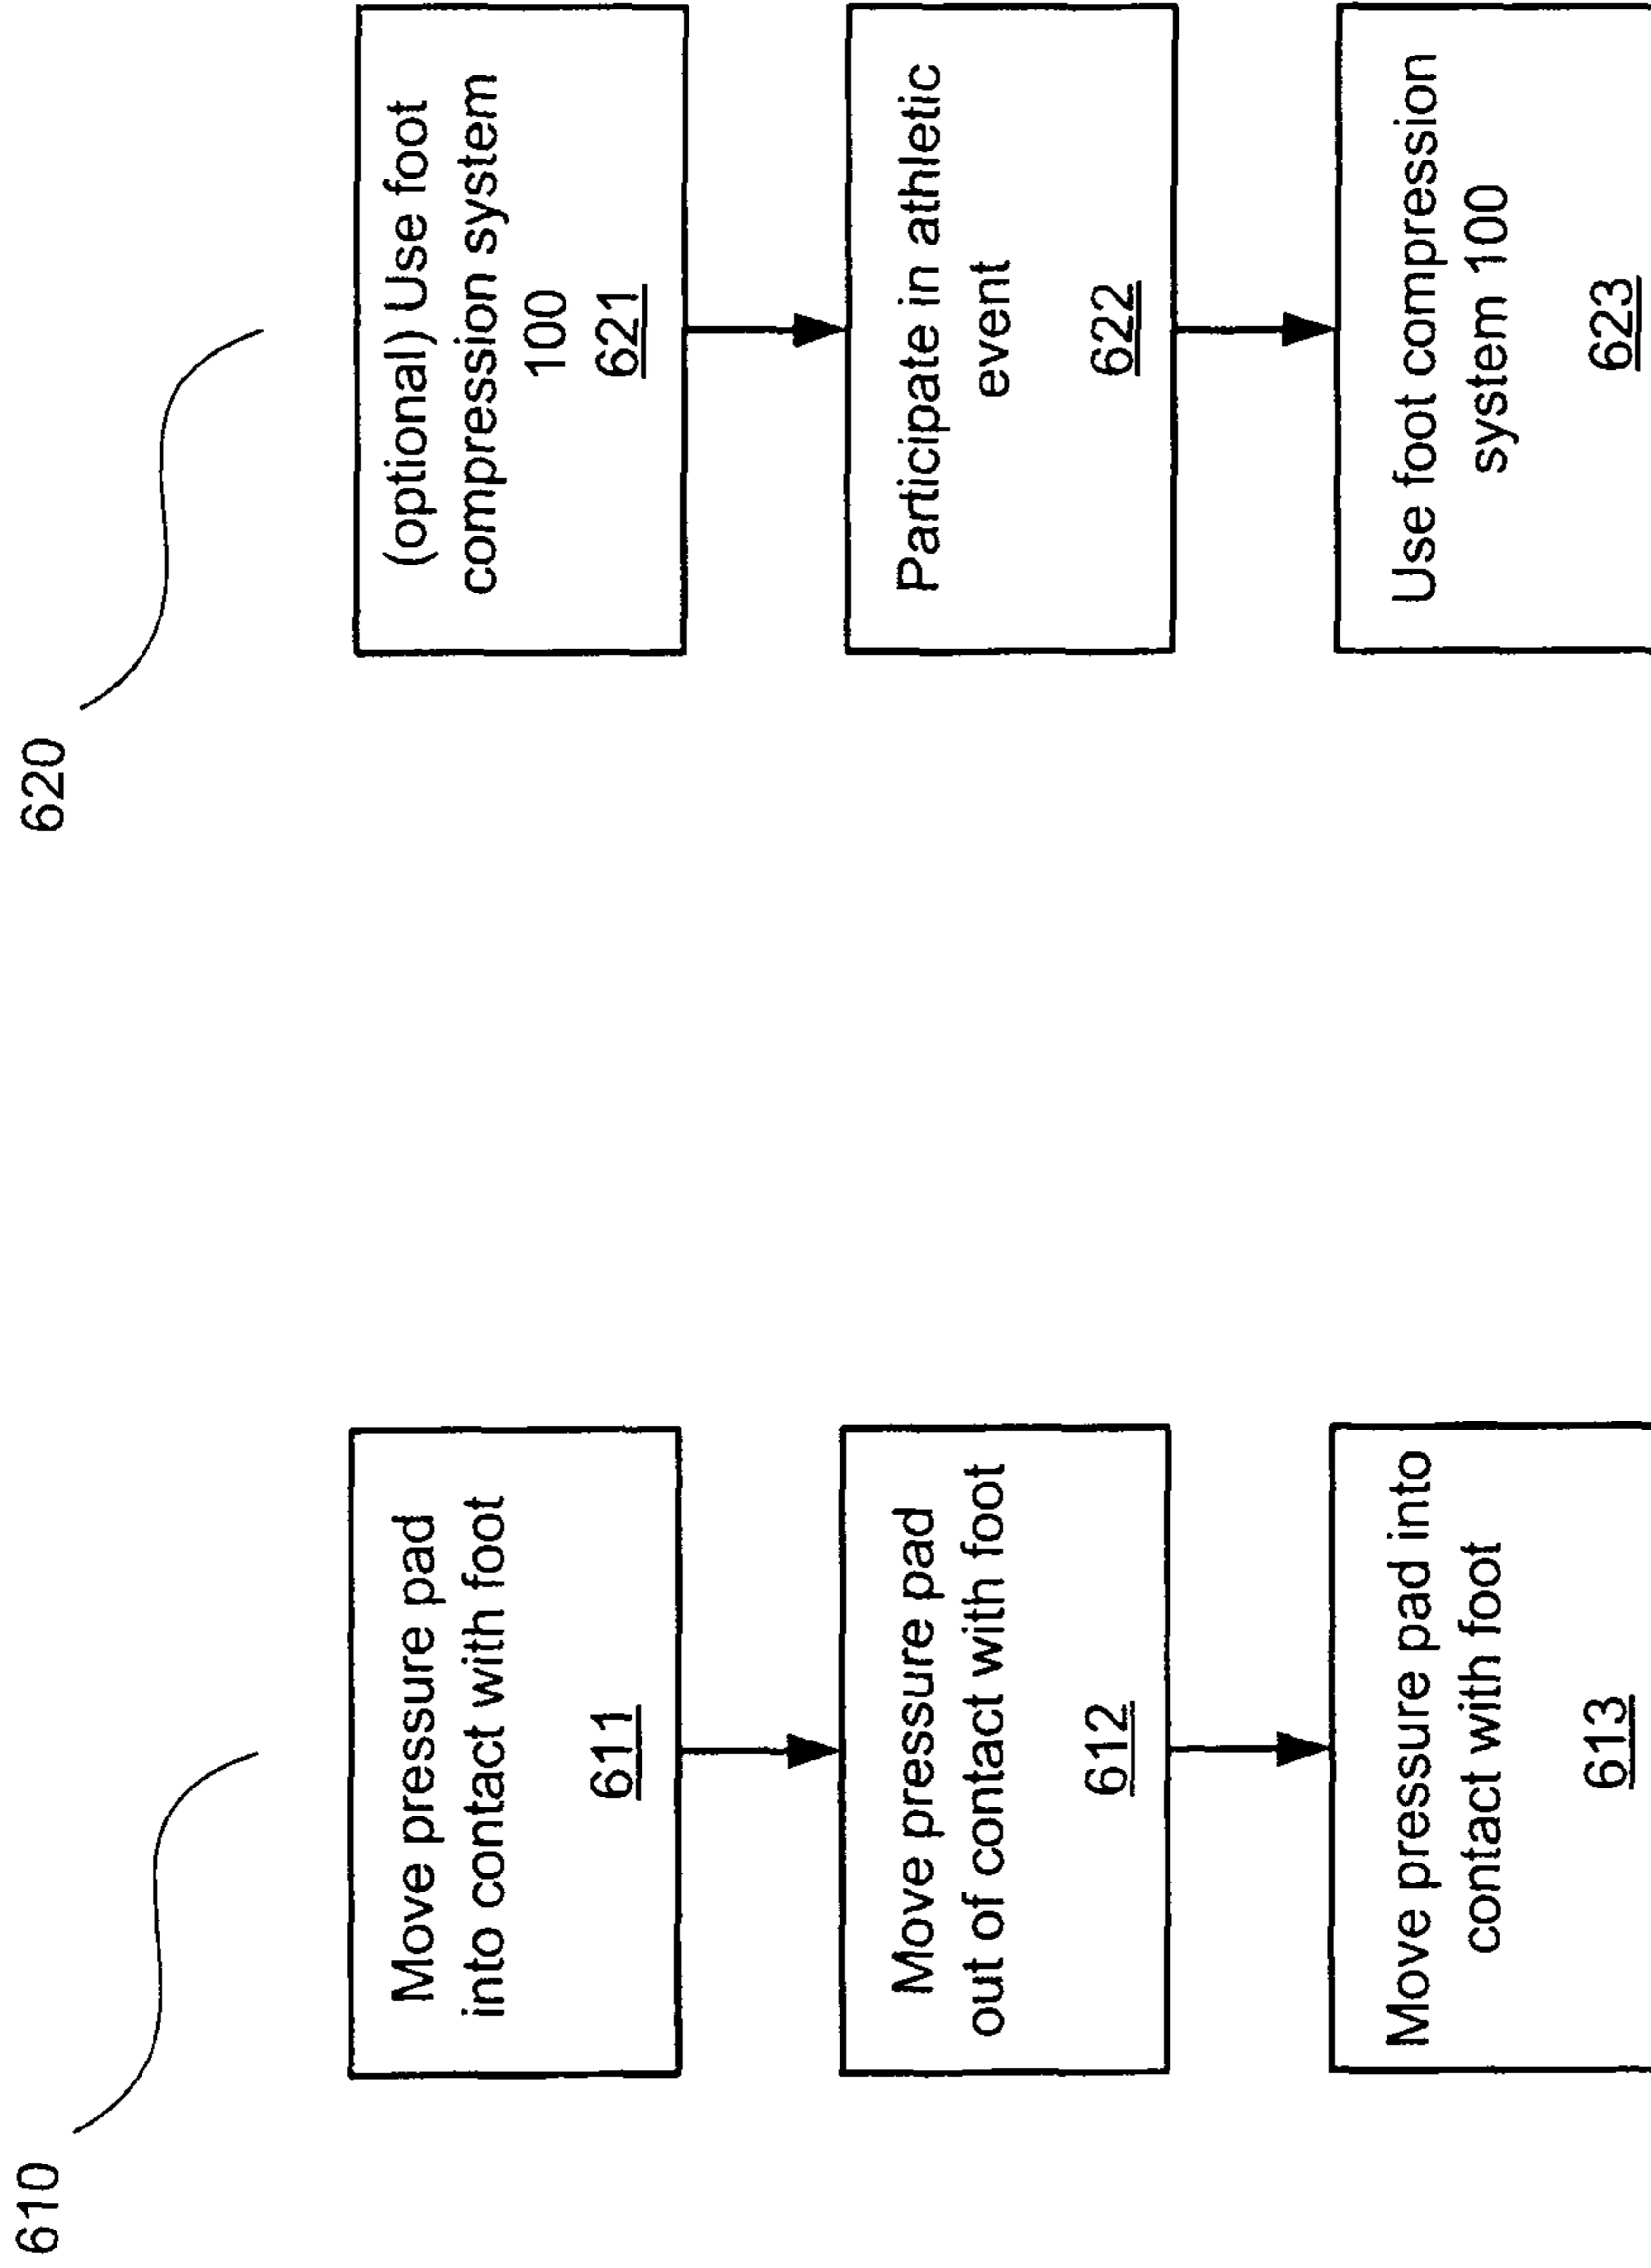 610
Move pressure pad
into contact with foot
611
Move pressure pad
out of contact with foot
612
Move pressure pad into
contact with foot
613
620
(optional) Use foot
compression system
100
621
Participate in athletic
event
622
Use foot compression
system 100
623